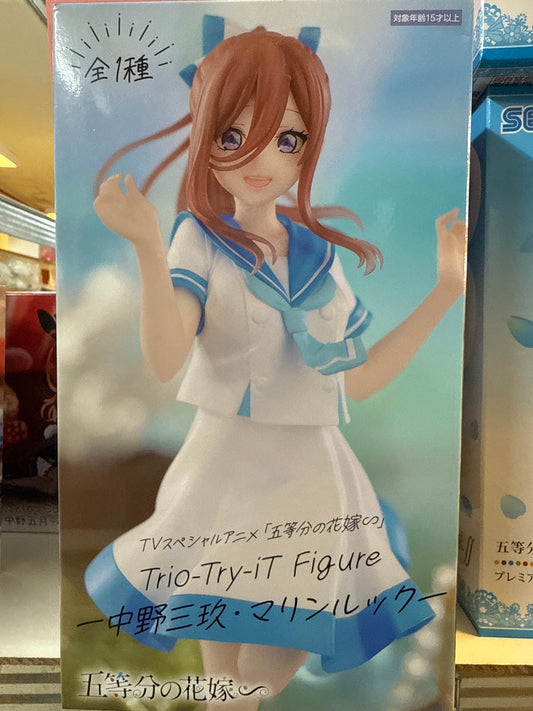 対象年齢15才以上
全1種
TVスペシャルアニメ「五等分の花嫁∽」
Trio-Try-iT Figure
ー中野三玖・マリンルックー
五等分の花嫁∽
SE
五等分
プレミア
中野五月